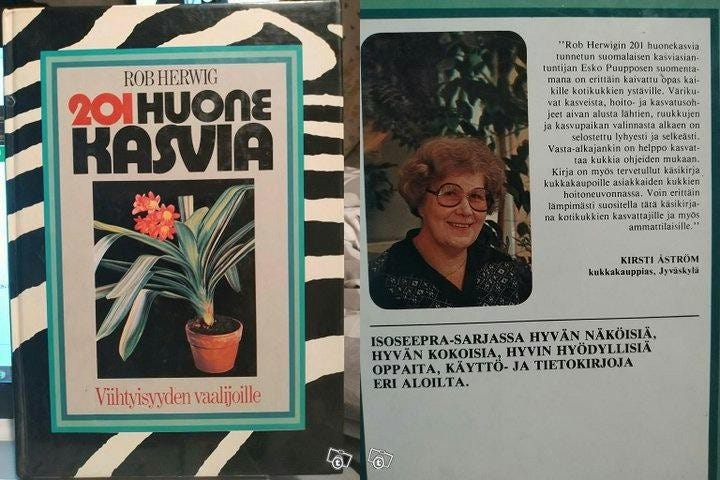 ROB HERWIG
201 HUONE
KASVIA
Viihtyisyyden vaalijoille
"Rob Herwigin 201 huonekasvia
tunnetun suomalaisen kasviasian-
tuntijan Esko Puupposen suomenta-
mana on erittäin kaivattu opas kai-
kille kotikukkien ystäville. Väriku-
vat kasveista, hoito- ja kasvatusoh-
jeet aivan alusta lähtien, ruukkujen
ja kasvupaikan valinnasta alkaen on
selostettu lyhyesti ja selkeästi.
Vasta-alkajankin on helppo kasvat-
taa kukkia ohjeiden mukaan.
Kirja on myös tervetullut käsikirja
kukkakaupoille asiakkaiden kukkien
hoitoneuvonnassa. Voin erittäin
lämpimästi suositella tätä käsikirja-
na kotikukkien kasvattajille ja myös
ammattilaisille."
KIRSTI ÅSTRÖM
kukkakauppias, Jyväskylä
ISOSEEPRA-SARJASSA HYVÄN NÄKÖISIÄ,
HYVÄN KOKOISIA, HYVIN HYÖDYLLISIÄ
OPPAITA, KÄYTTÖ- JA TIETOKIRJOJA
ERI ALOILTA.